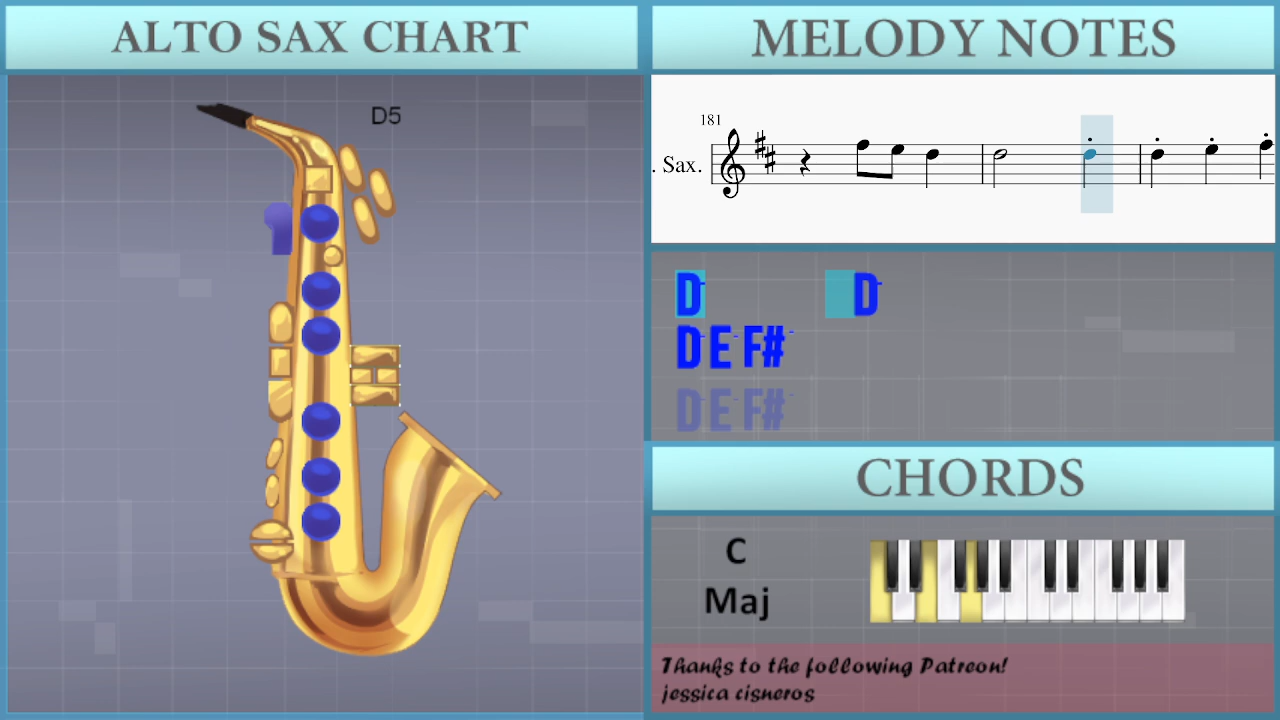 ALTO SAX CHART
D5
MELODY NOTES
181
. Sax.
D D
D E F#
D E F#
CHORDS
C
Maj
Thanks to the following Patreon!
jessica cisneros